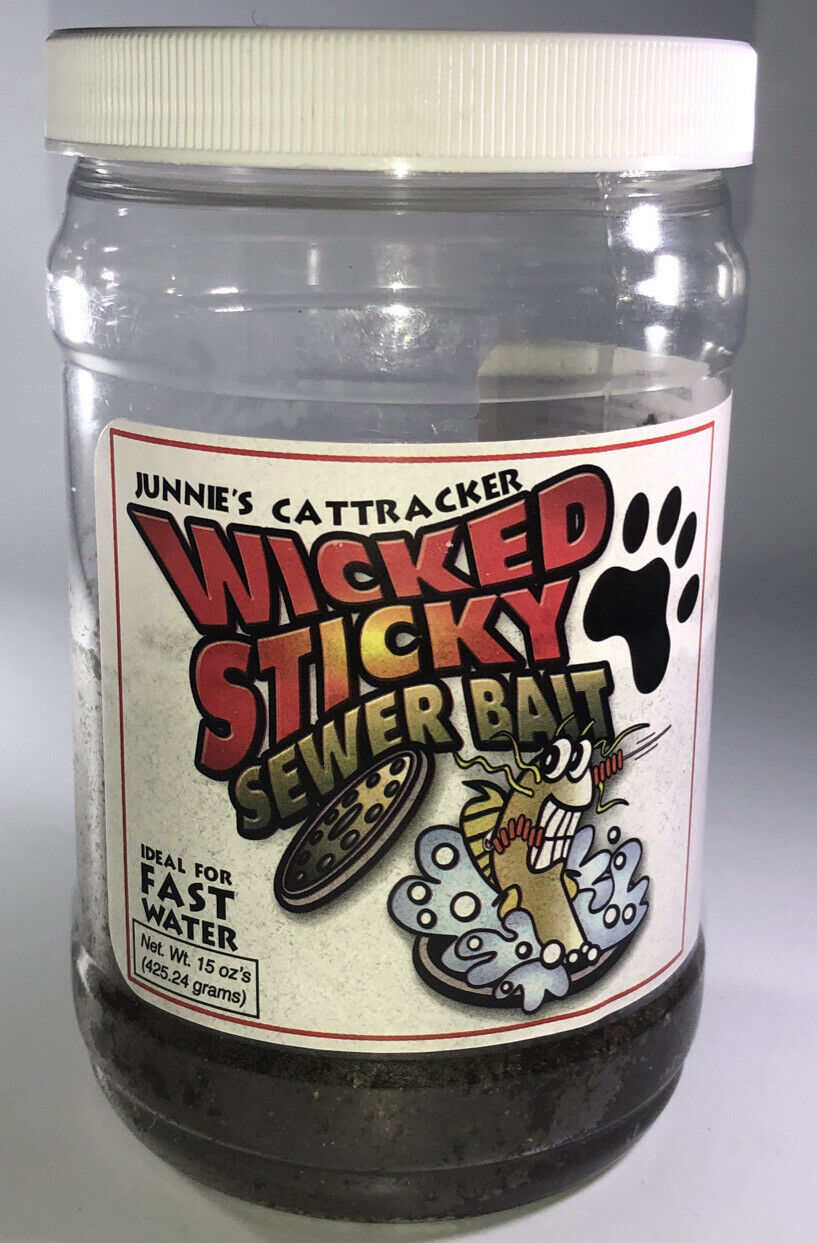 JUNNIE'S CATTRACKER
WICKED
STICKY
SEWER BAIT
IDEAL FOR
FAST
WATER
Net. Wt. 15 oz's
(425.24 grams)